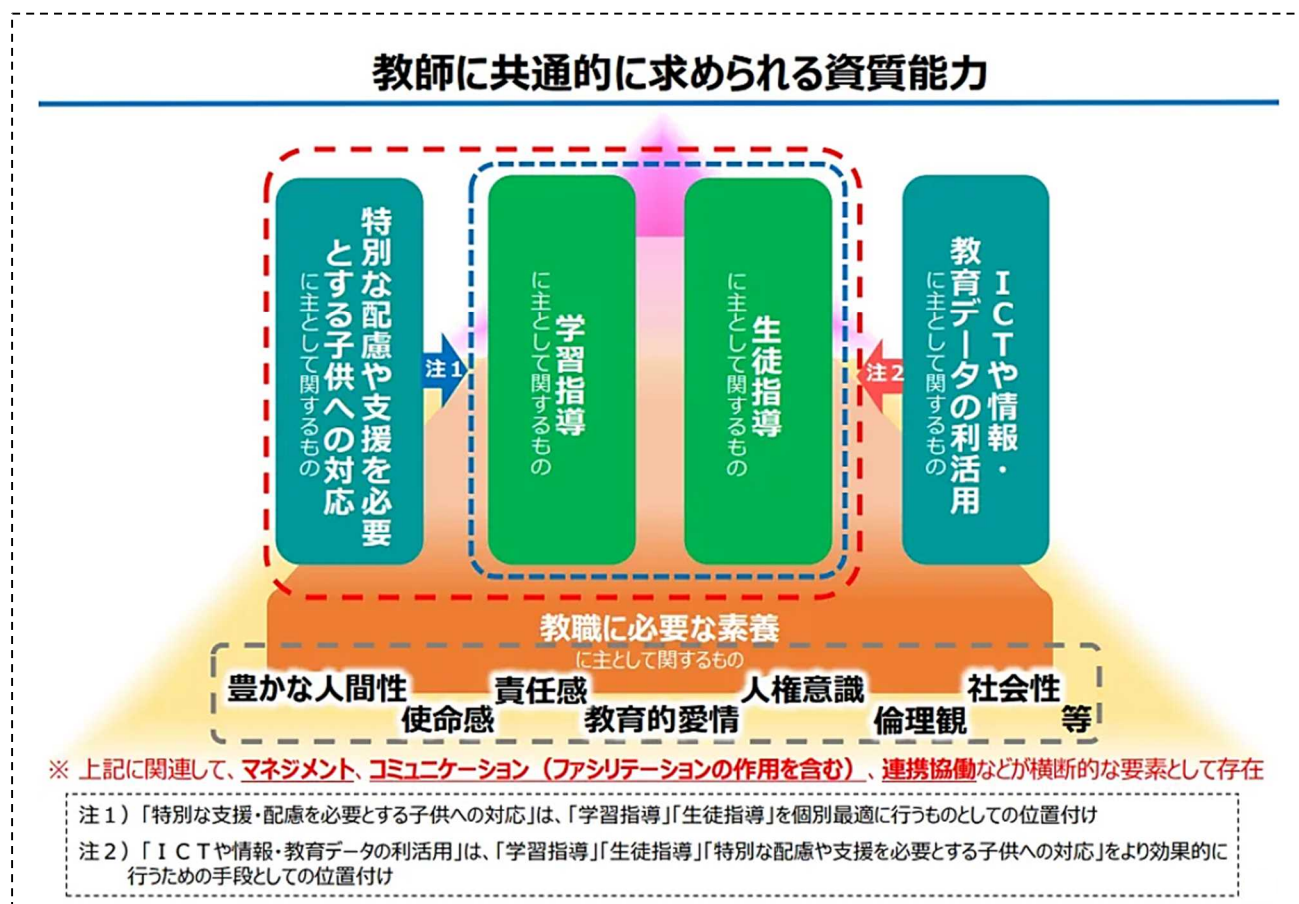 教師に共通的に求められる資質能力
特別な配慮や支援を必要
とする子供への対応
に主として関するもの
注1
学習指導
に主として関するもの
生徒指導
に主として関するもの
注2
ICTや情報・
教育データの利活用
に主として関するもの
教職に必要な素養
に主として関するもの
豊かな人間性
使命感
責任感
教育的愛情
人権意識
倫理観
社会性
等
※ 上記に関連して、マネジメント、コミュニケーション（ファシリテーションの作用を含む）、連携協働などが横断的な要素として存在
注１）「特別な支援・配慮を必要とする子供への対応」は、「学習指導」「生徒指導」を個別最適に行うものとしての位置付け
注２）「ＩＣＴや情報・教育データの利活用」は、「学習指導」「生徒指導」「特別な配慮や支援を必要とする子供への対応」をより効果的に
行うための手段としての位置付け